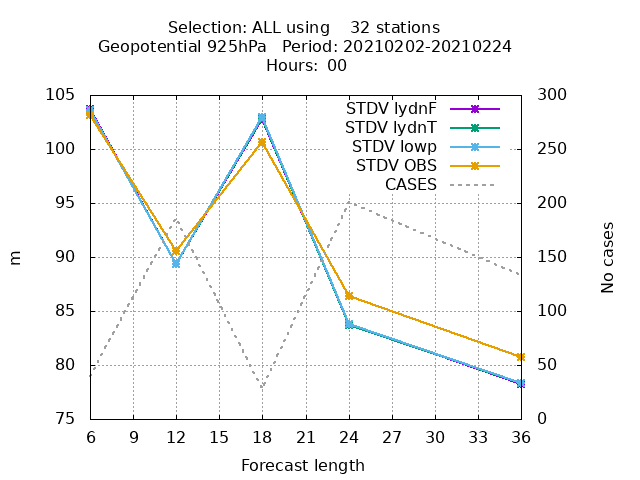 Selection: ALL using 32 stations
Geopotential 925hPa Period: 20210202-20210224
Hours: 00
105 300
STDV lydnF
STDV lydnT
100 250
STDV lowp
STDV OBS
CASES
95 200
90 150
m
No cases
85 100
80 50
75 0
6 9 12 15 18 21 24 27 30 33 36
Forecast length